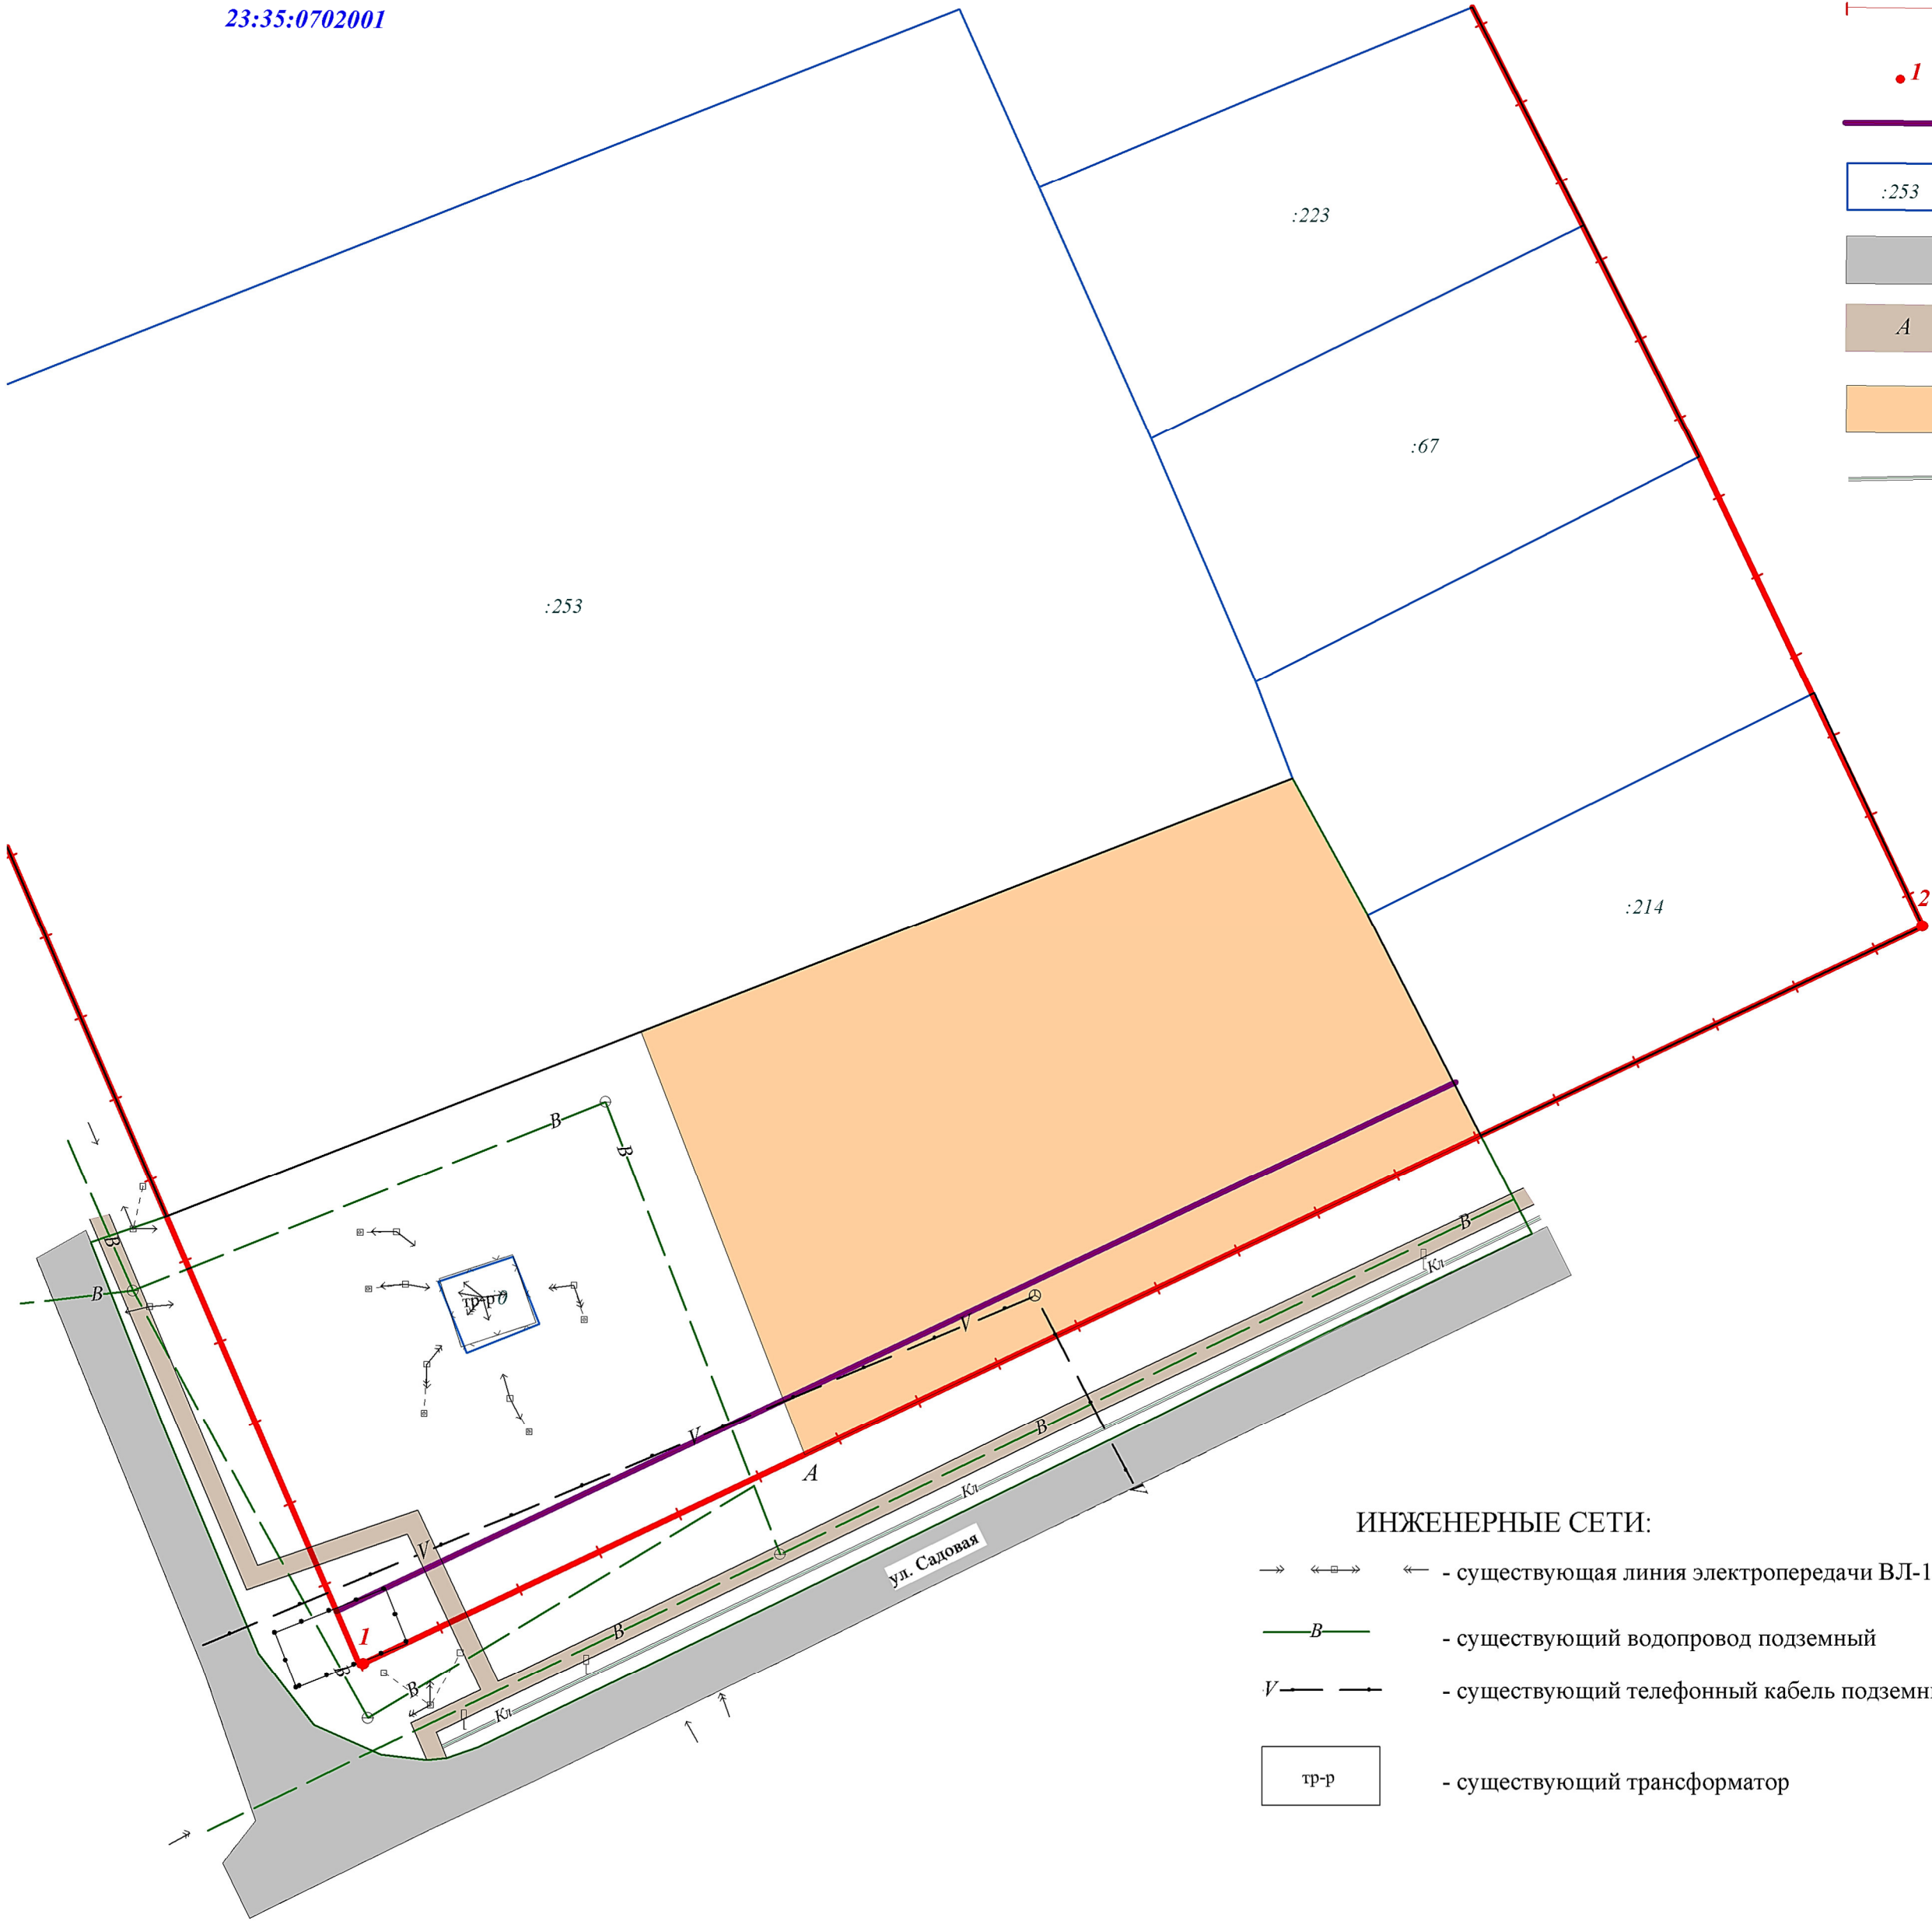 23:35:0702001
1
:253
A
:223
:67
:253
:214
2
B
B
B
B
тр-р
V
V
V
A
B
B
B
Кл
Кл
Кл
ул. Садовая
1
B
B
ИНЖЕНЕРНЫЕ СЕТИ:
- существующая линия электропередачи ВЛ-1
B - существующий водопровод подземный
V - существующий телефонный кабель
тр-р - существующий трансформатор